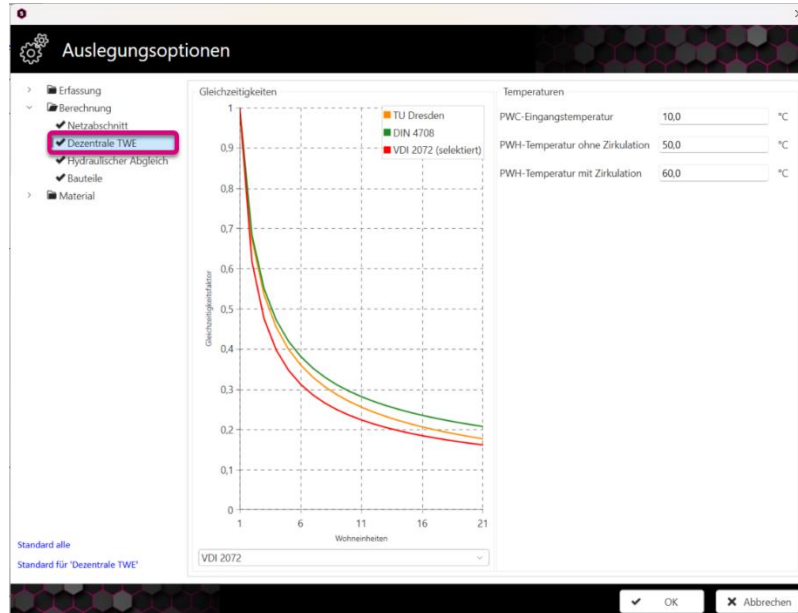 Auslegungsoptionen
Erfassung
Berechnung
Netzabschnitt
Dezentrale TWE
Hydraulischer Abgleich
Bauteile
Material
Standard alle
Standard für 'Dezentrale TWE'
Gleichzeitigkeiten
TU Dresden
DIN 4708
VDI 2072 (selektiert)
Gleichzeitigkeitsfaktor
1
0,9
0,8
0,7
0,6
0,5
0,4
0,3
0,2
0,1
0
1 6 11 16 21
Wohneinheiten
VDI 2072
Temperaturen
PWC-Eingangstemperatur 10,0 °C
PWH-Temperatur ohne Zirkulation 50,0 °C
PWH-Temperatur mit Zirkulation 60,0 °C
OK Abbrechen